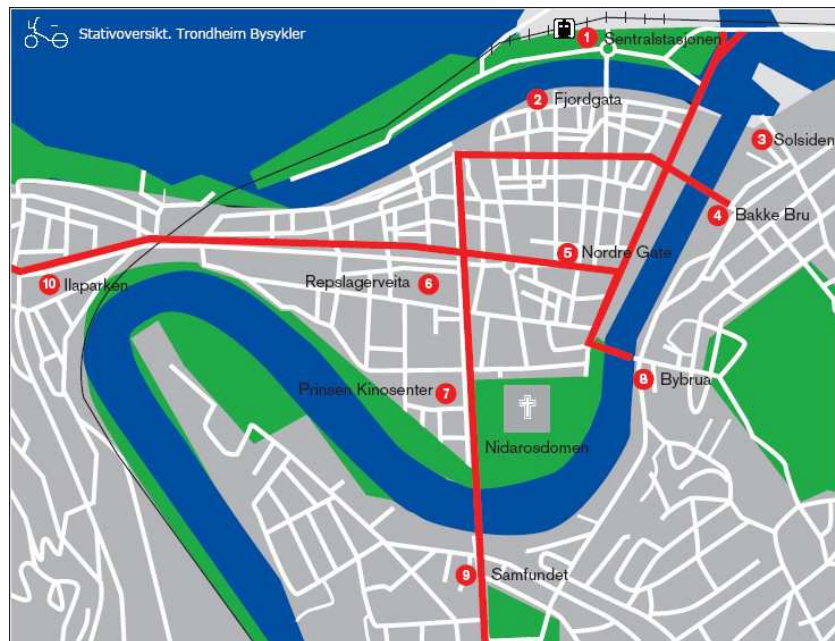 Stativoversikt. Trondheim Bysykler
1 Sentralstasjonen
2 Fjordgata
3 Solsiden
4 Bakke Bru
5 Nordre Gate
Repslagerveita 6
10 Ilaparken
Prinsen Kinosenter 7
8 Bybrua
Nidarosdomen
9 Samfundet